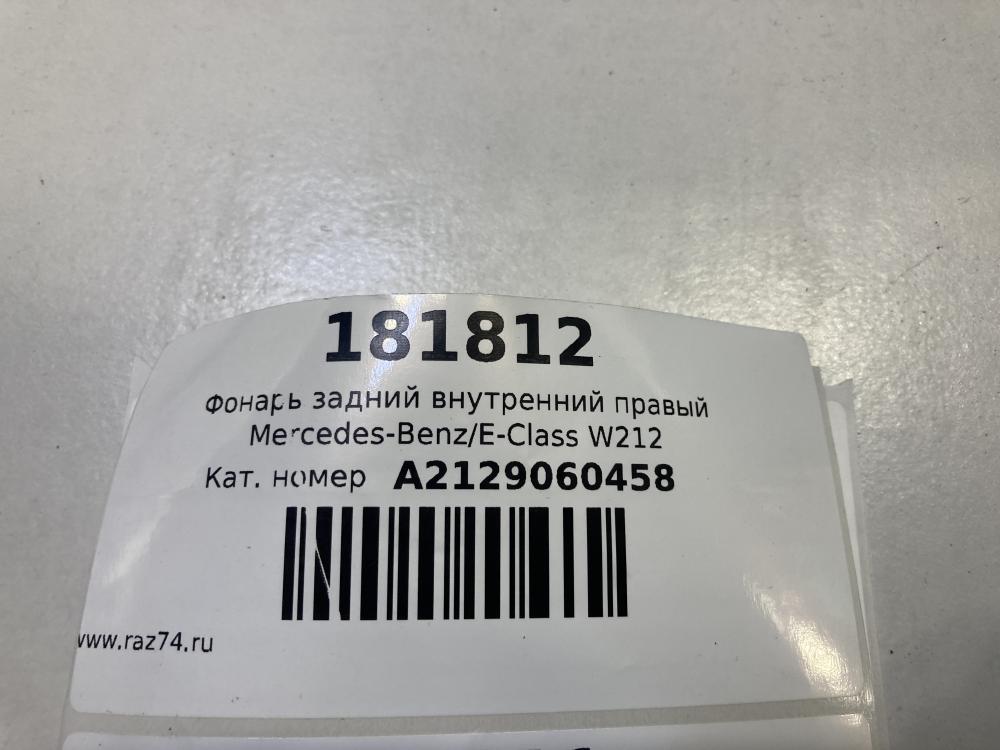 181812
Фонарь задний внутренний правый
Mercedes-Benz/E-Class W212
Кат. номер A2129060458
www.raz74.ru